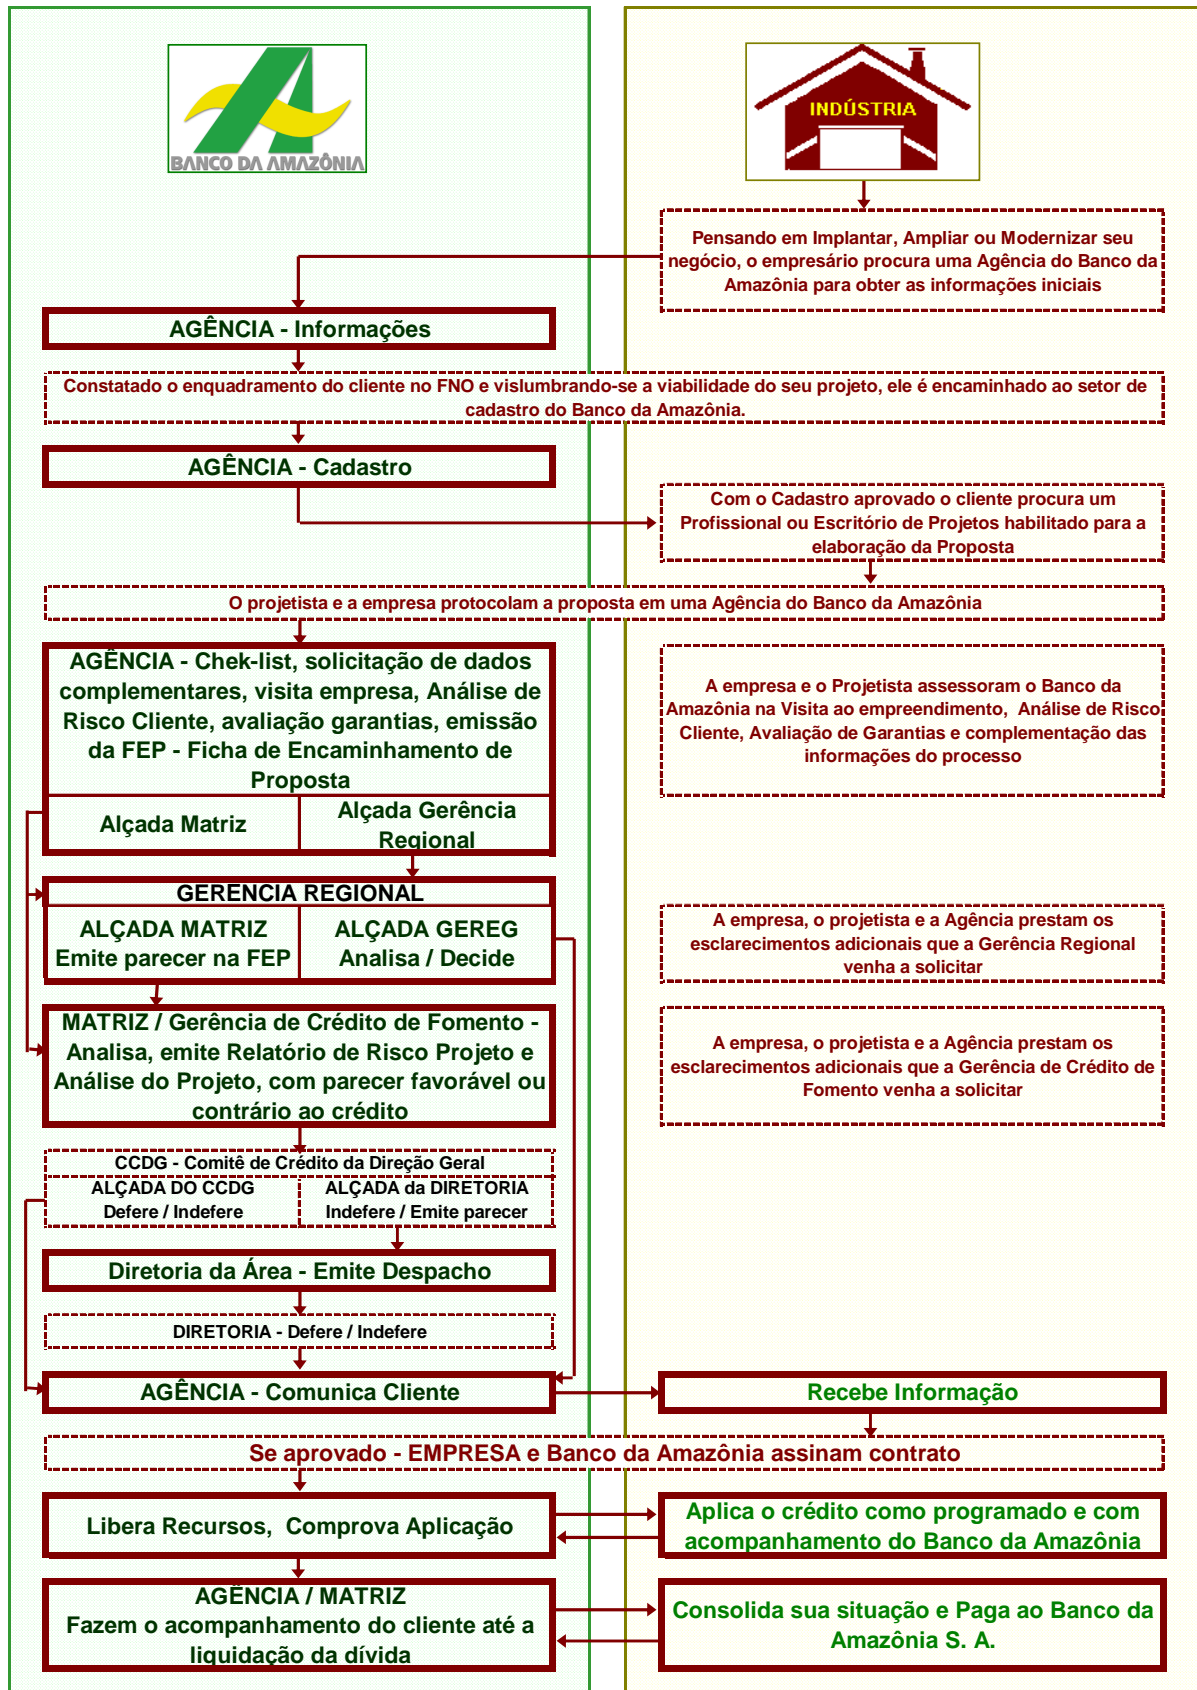 BANCO DA AMAZÔNIA
INDÚSTRIA
Pensando em Implantar, Ampliar ou Modernizar seu
negócio, o empresário procura uma Agência do Banco da
Amazônia para obter as informações iniciais
AGÊNCIA - Informações
Constatado o enquadramento do cliente no FNO e vislumbrando-se a viabilidade do seu projeto, ele é encaminhado ao setor de
cadastro do Banco da Amazônia.
AGÊNCIA - Cadastro
Com o Cadastro aprovado o cliente procura um
Profissional ou Escritório de Projetos habilitado para a
elaboração da Proposta
O projetista e a empresa protocolam a proposta em uma Agência do Banco da Amazônia
AGÊNCIA - Chek-list, solicitação de dados
complementares, visita empresa, Análise de
Risco Cliente, avaliação garantias, emissão
da FEP - Ficha de Encaminhamento de
Proposta
A empresa e o Projetista assessoram o Banco da
Amazônia na Visita ao empreendimento, Análise de Risco
Cliente, Avaliação de Garantias e complementação das
informações do processo
Alçada Matriz
Alçada Gerência
Regional
GERENCIA REGIONAL
ALÇADA MATRIZ
Emite parecer na FEP
ALÇADA GEREG
Analisa / Decide
A empresa, o projetista e a Agência prestam os
esclarecimentos adicionais que a Gerência Regional
venha a solicitar
MATRIZ / Gerência de Crédito de Fomento -
Analisa, emite Relatório de Risco Projeto e
Análise do Projeto, com parecer favorável ou
contrário ao crédito
A empresa, o projetista e a Agência prestam os
esclarecimentos adicionais que a Gerência de Crédito de
Fomento venha a solicitar
CCDG - Comitê de Crédito da Direção Geral
ALÇADA DO CCDG
Defere / Indefere
ALÇADA da DIRETORIA
Indefere / Emite parecer
Diretoria da Área - Emite Despacho
DIRETORIA - Defere / Indefere
AGÊNCIA - Comunica Cliente
Recebe Informação
Se aprovado - EMPRESA e Banco da Amazônia assinam contrato
Libera Recursos, Comprova Aplicação
Aplica o crédito como programado e com
acompanhamento do Banco da Amazônia
AGÊNCIA / MATRIZ
Fazem o acompanhamento do cliente até a
liquidação da dívida
Consolida sua situação e Paga ao Banco da
Amazônia S. A.